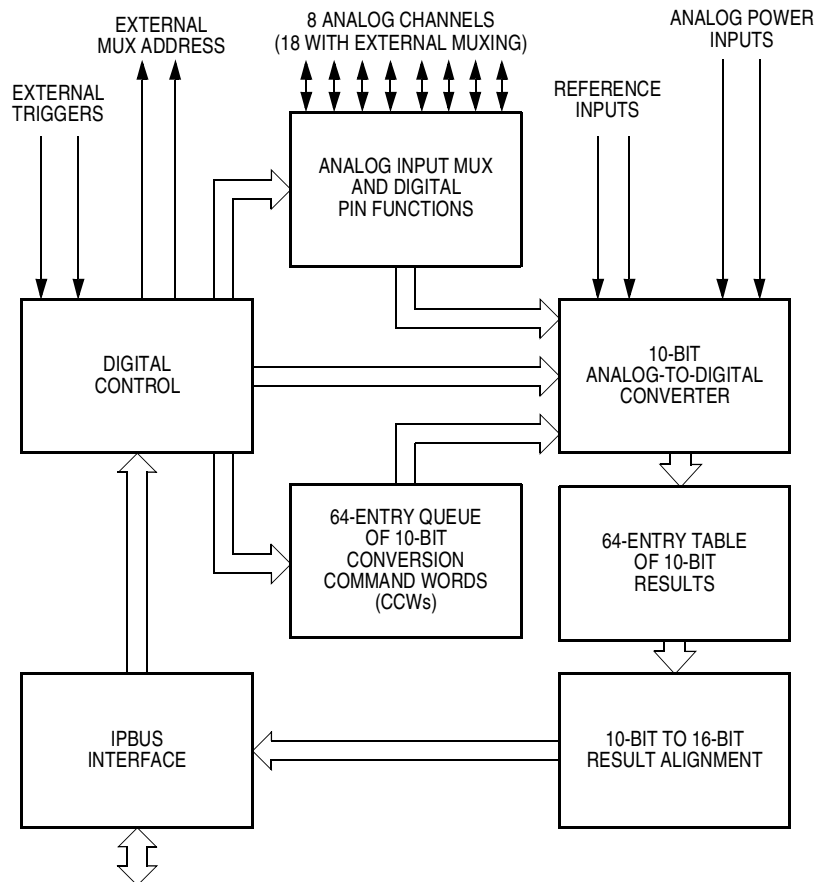 EXTERNAL
MUX ADDRESS
8 ANALOG CHANNELS
(18 WITH EXTERNAL MUXING)
ANALOG POWER
INPUTS
EXTERNAL
TRIGGERS
REFERENCE
INPUTS
ANALOG INPUT MUX
AND DIGITAL
PIN FUNCTIONS
DIGITAL
CONTROL
10-BIT
ANALOG-TO-DIGITAL
CONVERTER
64-ENTRY QUEUE
OF 10-BIT
CONVERSION
COMMAND WORDS
(CCWs)
64-ENTRY TABLE
OF 10-BIT
RESULTS
IPBUS
INTERFACE
10-BIT TO 16-BIT
RESULT ALIGNMENT